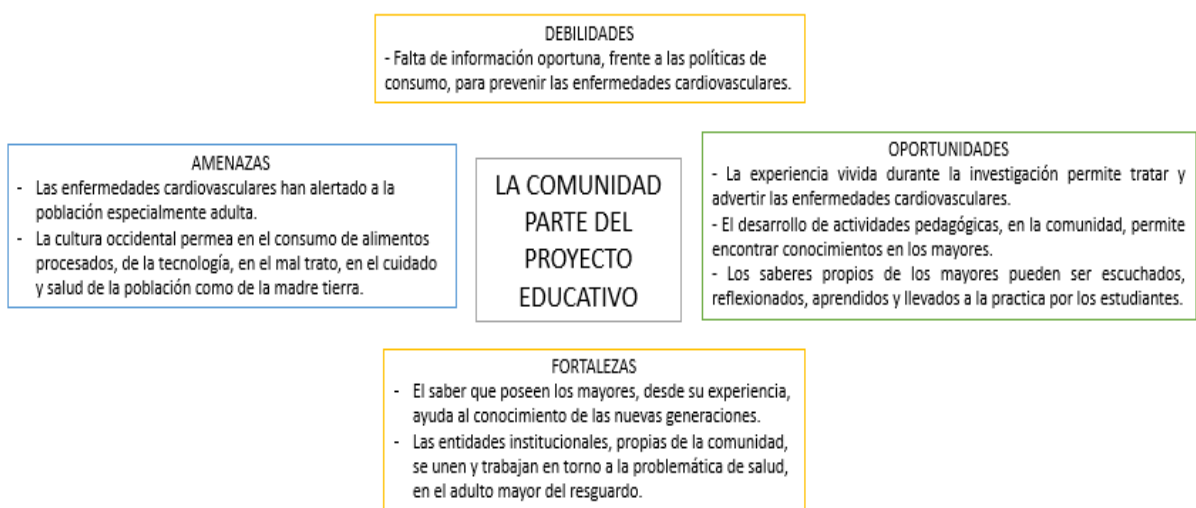 DEBILIDADES
- Falta de información oportuna, frente a las políticas de
consumo, para prevenir las enfermedades cardiovasculares.
AMENAZAS
- Las enfermedades cardiovasculares han alertado a la
población especialmente adulta.
- La cultura occidental permea en el consumo de alimentos
procesados, de la tecnología, en el mal trato, en el cuidado
y salud de la población como de la madre tierra.
LA COMUNIDAD
PARTE DEL
PROYECTO
EDUCATIVO
OPORTUNIDADES
- La experiencia vivida durante la investigación permite tratar y
advertir las enfermedades cardiovasculares.
- El desarrollo de actividades pedagógicas, en la comunidad, permite
encontrar conocimientos en los mayores.
- Los saberes propios de los mayores pueden ser escuchados,
reflexionados, aprendidos y llevados a la practica por los estudiantes.
FORTALEZAS
- El saber que poseen los mayores, desde su experiencia,
ayuda al conocimiento de las nuevas generaciones.
- Las entidades institucionales, propias de la comunidad,
se unen y trabajan en torno a la problemática de salud,
en el adulto mayor del resguardo.